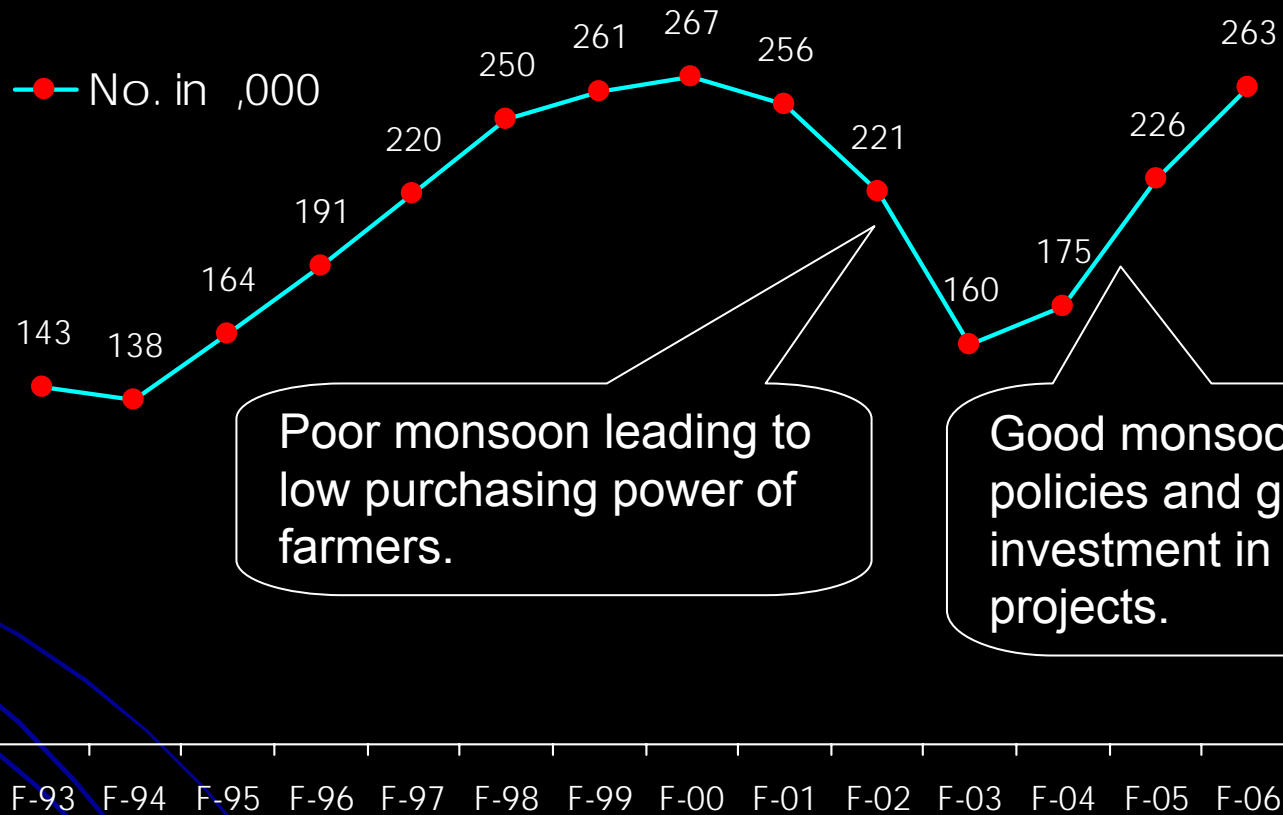 No. in ,000
143 138 164 191 220 250 261 267 256 221 160 175 226 263
Poor monsoon leading to
low purchasing power of
farmers.
Good
policies and
investment in
projects.
F-93 F-94 F-95 F-96 F-97 F-98 F-99 F-00 F-01 F-02 F-03 F-04 F-05 F-06